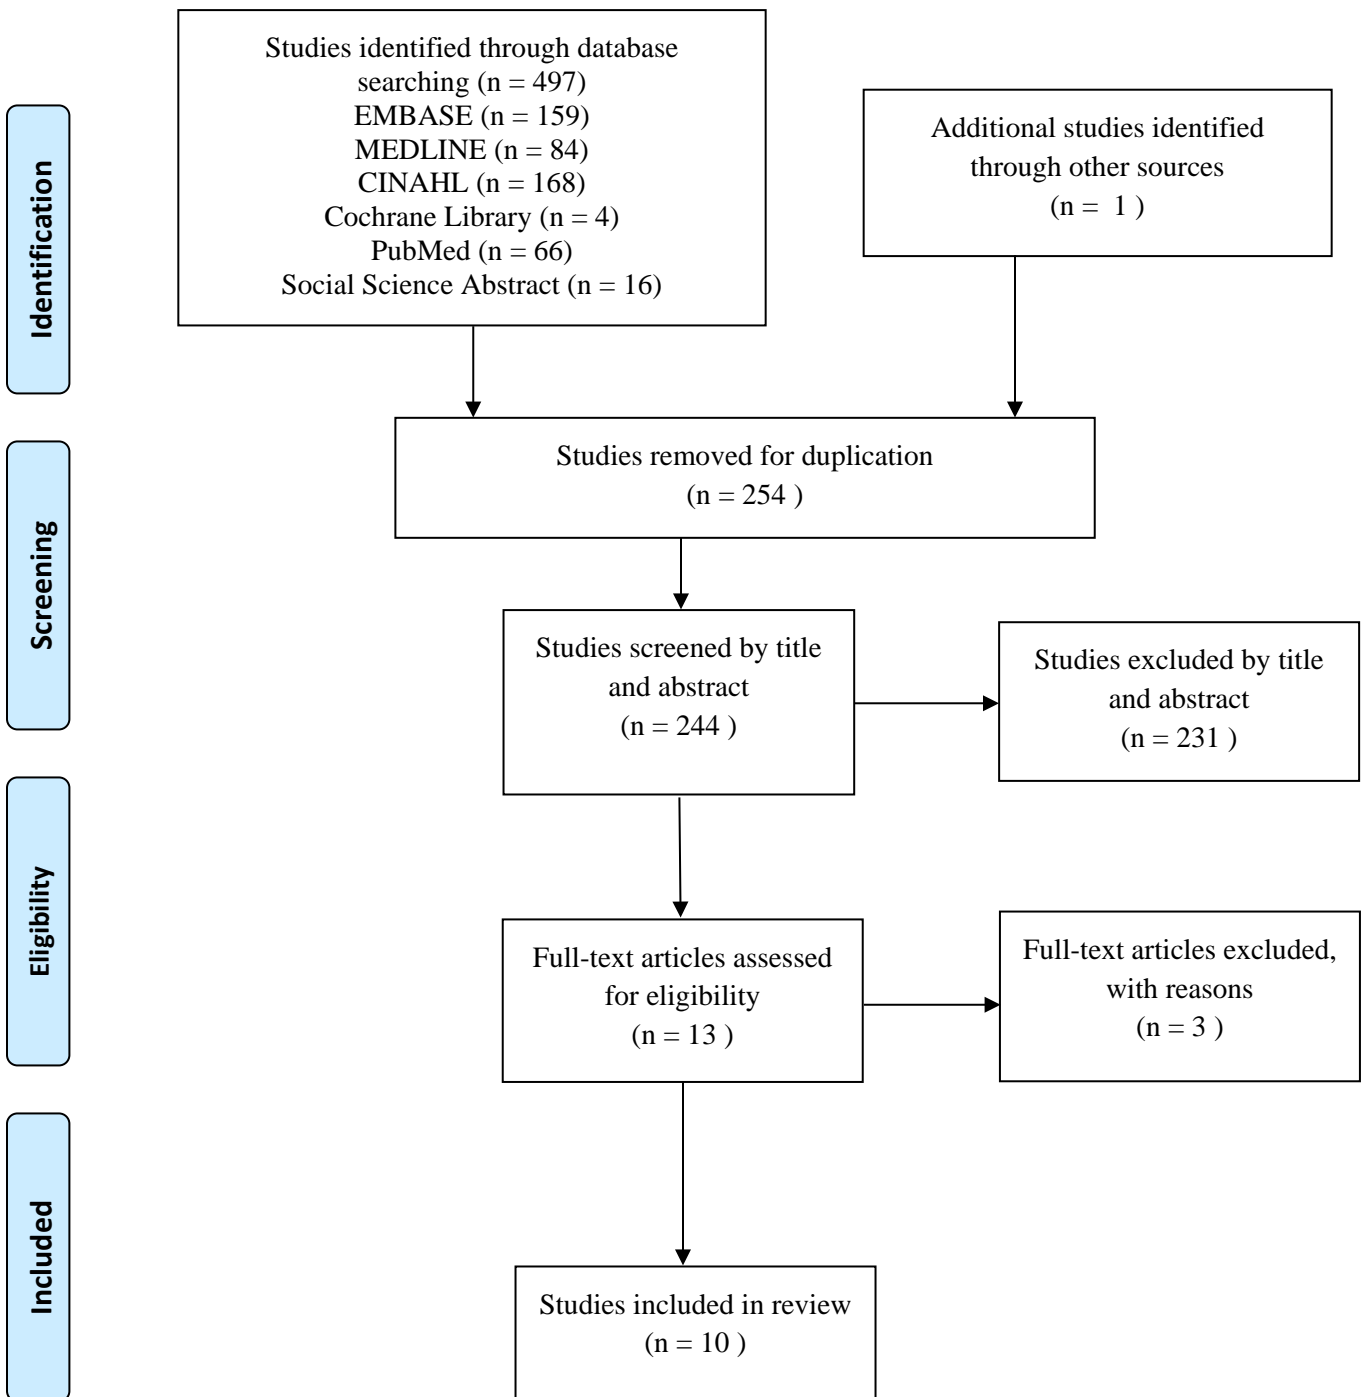 Studies identified through database
searching (n = 497)
EMBASE (n = 159)
MEDLINE (n = 84)
CINAHL (n = 168)
Cochrane Library (n = 4)
PubMed (n = 66)
Social Science Abstract (n = 16)
Additional studies identified
through other sources
(n =  1 )
Identification
Studies removed for duplication
(n = 254 )
Screening
Studies screened by title
and abstract
(n = 244 )
Studies excluded by title
and abstract
(n = 231 )
Eligibility
Full-text articles assessed
for eligibility
(n = 13 )
Full-text articles excluded,
with reasons
(n = 3 )
Included
Studies included in review
(n = 10 )